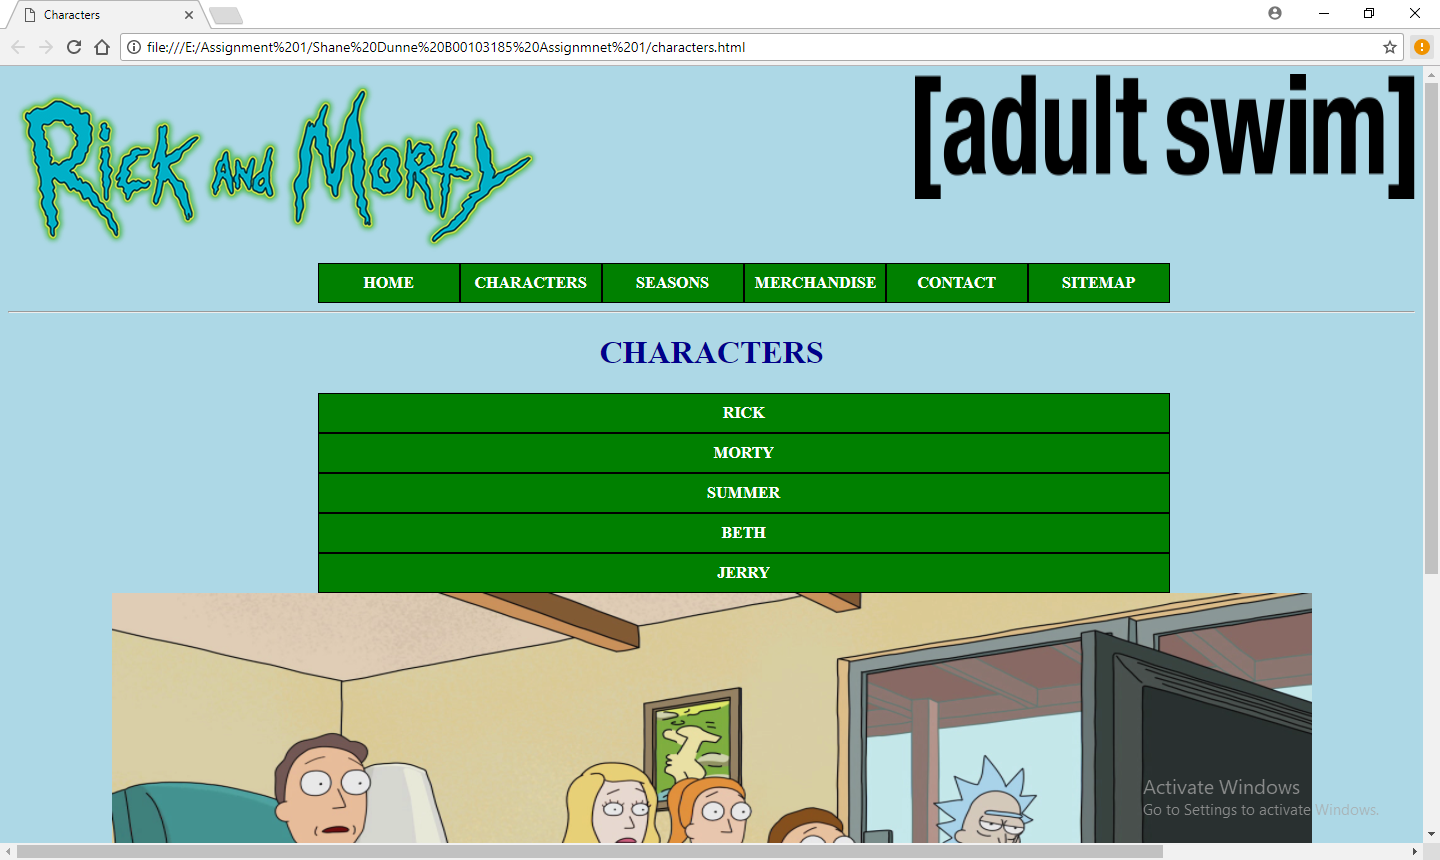 Characters
file:///E:/Assignment%201/Shane%20Dunne%20B00103185%20Assignmnet%201/characters.html
Rick and Morty
[adult swim]
HOME CHARACTERS SEASONS MERCHANDISE CONTACT SITEMAP
CHARACTERS
RICK
MORTY
SUMMER
BETH
JERRY
Activate Windows
Go to Settings to activate Windows.